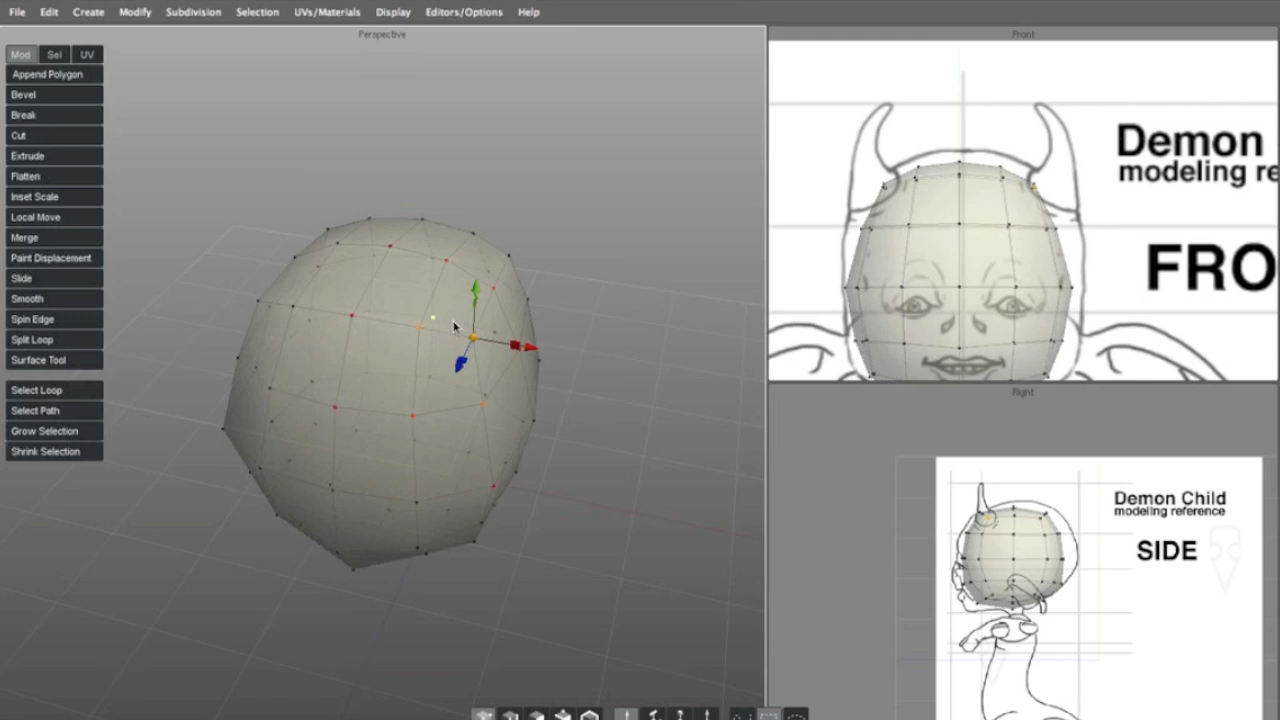 File Edit Create Modify Subdivision Selection UVs/Materials Display Editors/Options Help
Perspective
Front
Mod Sel UV
Append Polygon
Bevel
Break
Cut
Extrude
Flatten
Inset Scale
Local Move
Merge
Paint Displacement
Slide
Smooth
Spin Edge
Split Loop
Surface Tool
Select Loop
Select Path
Grow Selection
Shrink Selection
Demon
modeling re
FRO
Right
Demon Child
modeling reference
SIDE